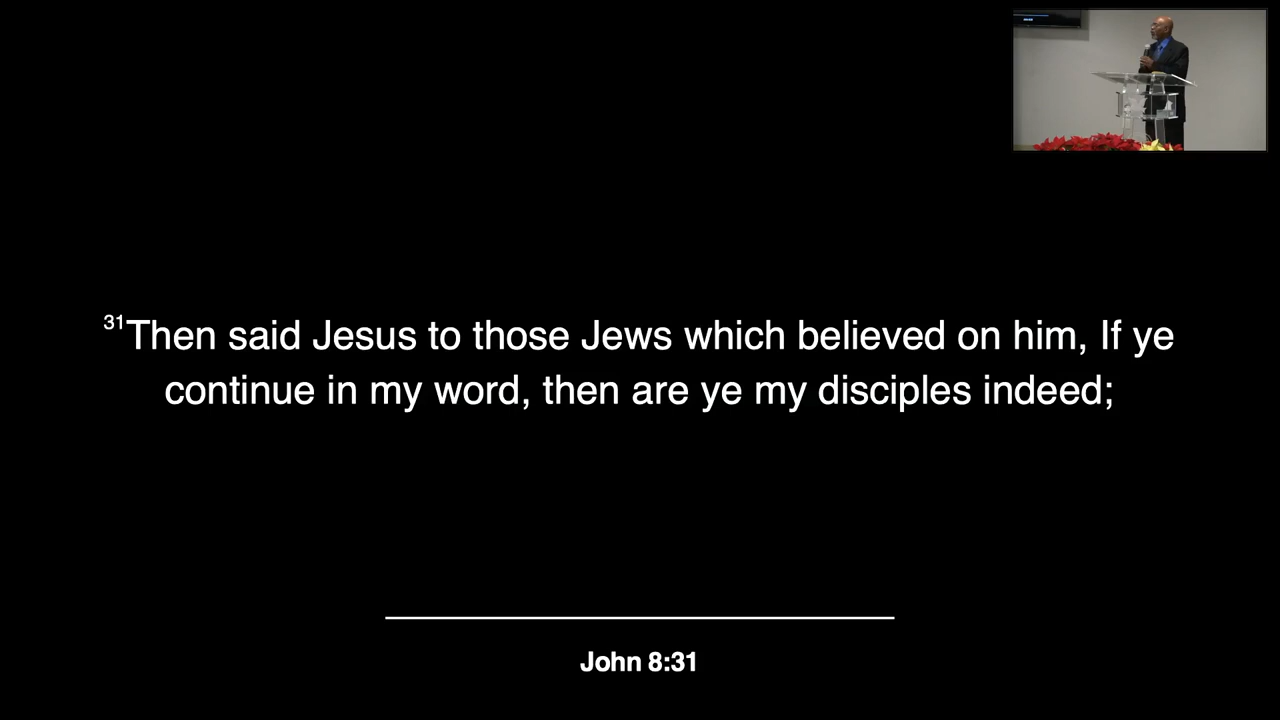 31Then said Jesus to those Jews which believed on him, If ye
continue in my word, then are ye my disciples indeed;
John 8:31